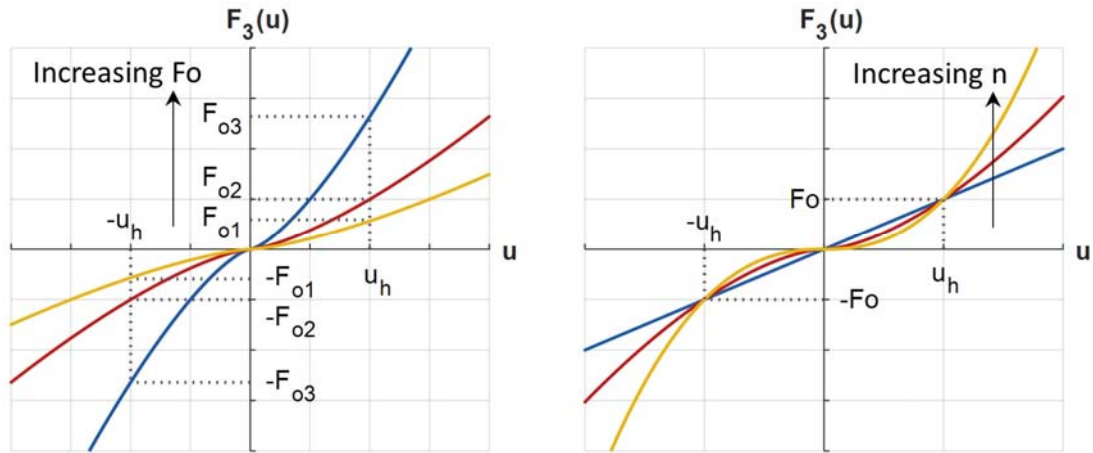 F₃(u)
Increasing Fo
Fₒ₃
Fₒ₂
Fₒ₁
-uₕ
u
uₕ
-Fₒ₁
-Fₒ₂
-Fₒ₃
F₃(u)
Increasing n
Fo
-uₕ
u
uₕ
-Fo